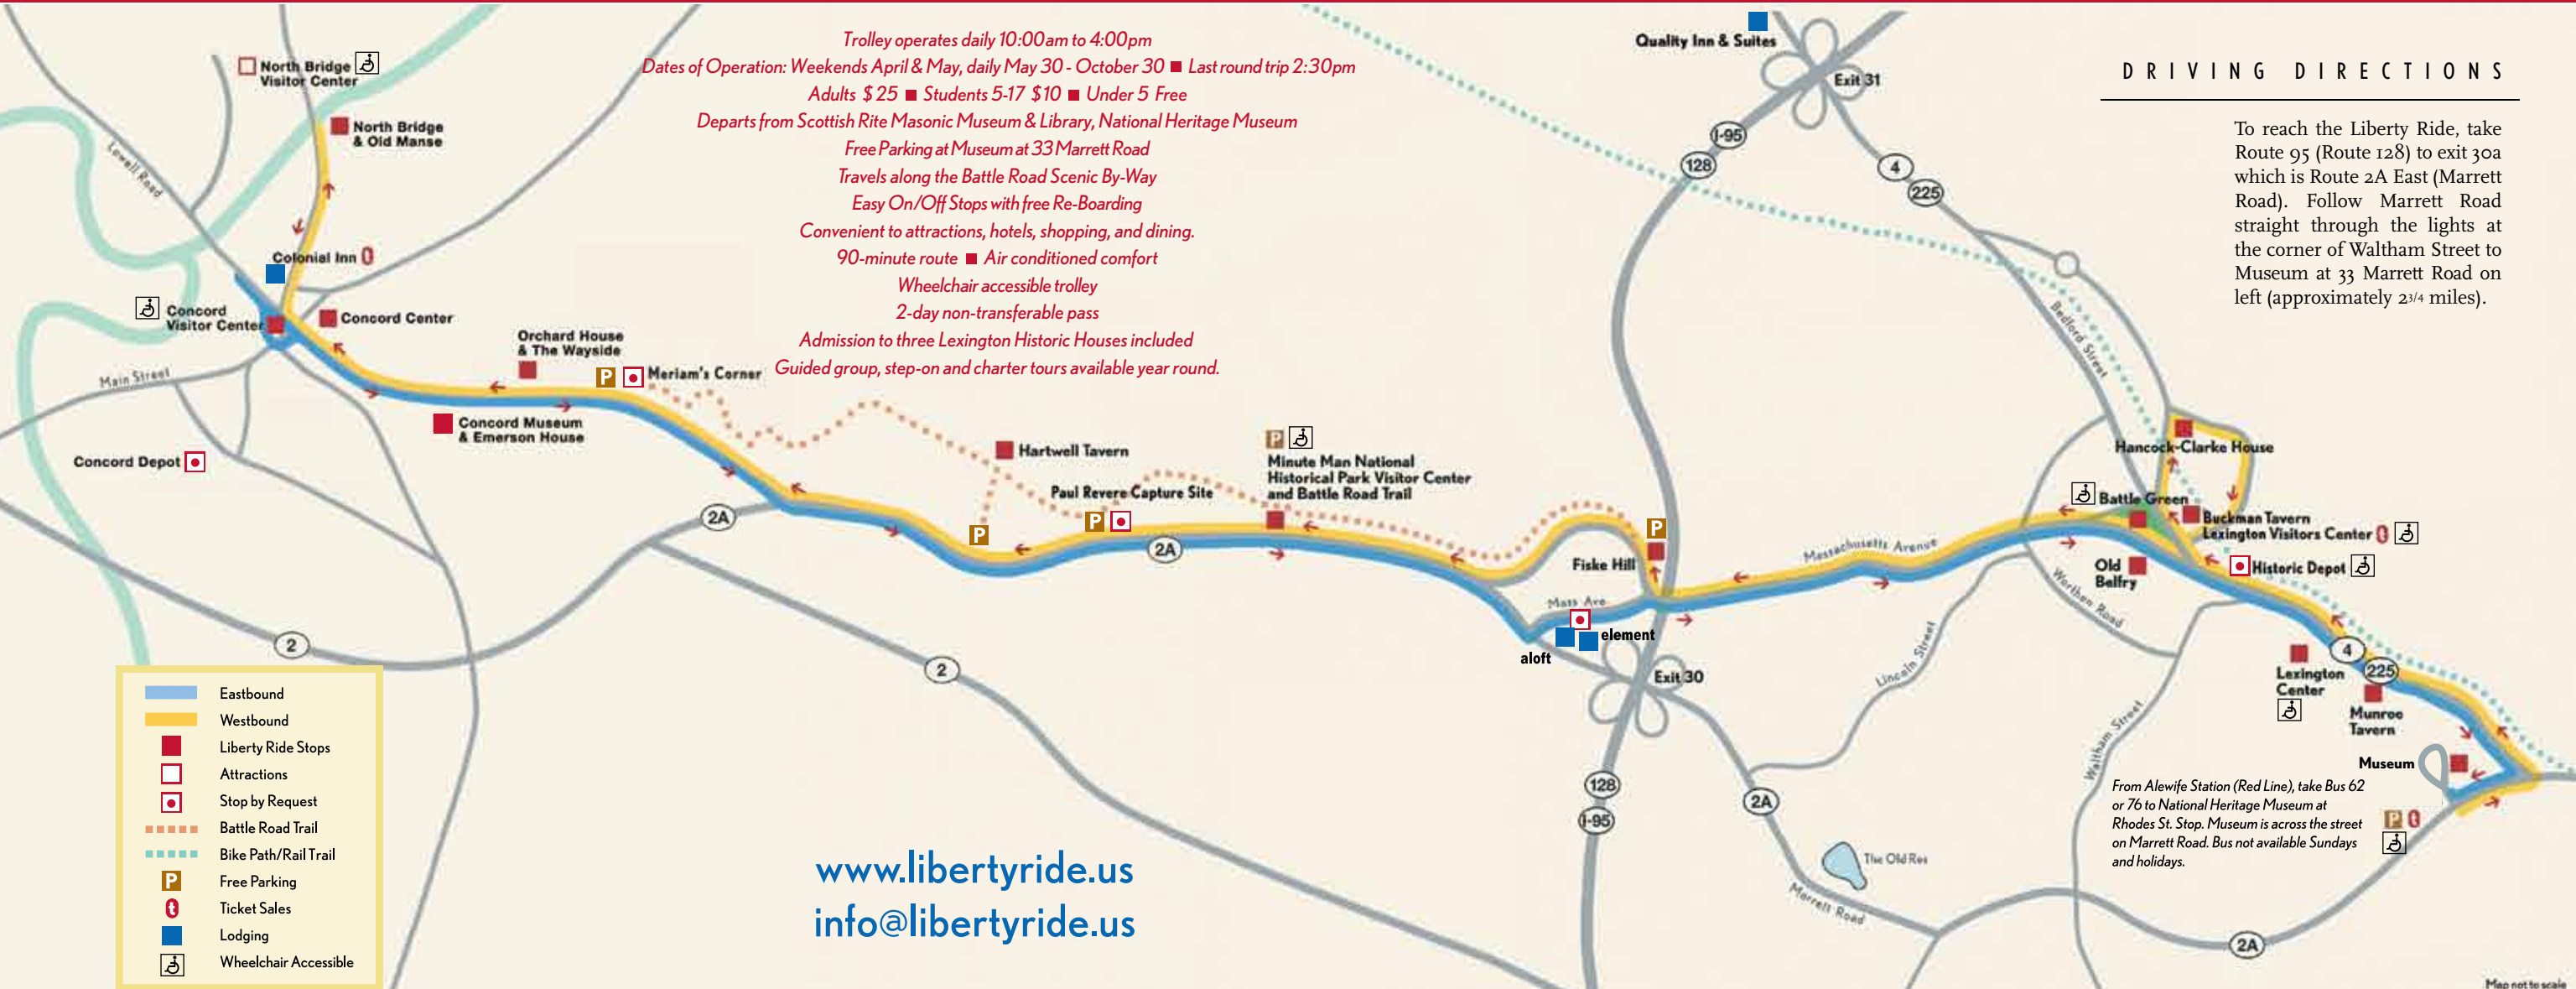 Trolley operates daily 10:00am to 4:00pm
Dates of Operation: Weekends April & May, daily May 30 - October 30 ■ Last round trip 2:30pm
Adults $25 ■ Students 5-17 $10 ■ Under 5 Free
Departs from Scottish Rite Masonic Museum & Library, National Heritage Museum
Free Parking at Museum at 33 Marrett Road
Travels along the Battle Road Scenic By-Way
Easy On/Off Stops with free Re-Boarding
Convenient to attractions, hotels, shopping, and dining.
90-minute route ■ Air conditioned comfort
Wheelchair accessible trolley
2-day non-transferable pass
Admission to three Lexington Historic Houses included
Guided group, step-on and charter tours available year round.
DRIVING DIRECTIONS
To reach the Liberty Ride, take
Route 95 (Route 128) to exit 30a
which is Route 2A East (Marrett
Road). Follow Marrett Road
straight through the lights at
the corner of Waltham Street to
Museum at 33 Marrett Road on
left (approximately 2 3/4 miles).
North Bridge
Visitor Center
North Bridge
& Old Manse
Lowell Road
Colonial Inn t
Concord
Visitor Center
Concord Center
Main Street
Orchard House
& The Wayside
P
Meriam's Corner
Concord Museum
& Emerson House
Concord Depot
Hartwell Tavern
P
Paul Revere Capture Site
P
P
Minute Man National
Historical Park Visitor Center
and Battle Road Trail
2A
2A
2
2
Quality Inn & Suites
Exit 31
I-95
128
4
225
Bedford Street
P
Fiske Hill
Mass Ave
element
aloft
Exit 30
128
I-95
2A
Massachusetts Avenue
Lincoln Street
Worthen Road
Waltham Street
Hancock-Clarke House
Battle Green
Buckman Tavern
Lexington Visitors Center t
Old
Belfry
Historic Depot
4
225
Lexington
Center
Munroe
Tavern
Museum
P t
From Alewife Station (Red Line), take Bus 62
or 76 to National Heritage Museum at
Rhodes St. Stop. Museum is across the street
on Marrett Road. Bus not available Sundays
and holidays.
The Old Res
Marrett Road
2A
Map not to scale
www.libertyride.us
info@libertyride.us
Eastbound
Westbound
Liberty Ride Stops
Attractions
Stop by Request
Battle Road Trail
Bike Path/Rail Trail
P Free Parking
t Ticket Sales
Lodging
Wheelchair Accessible